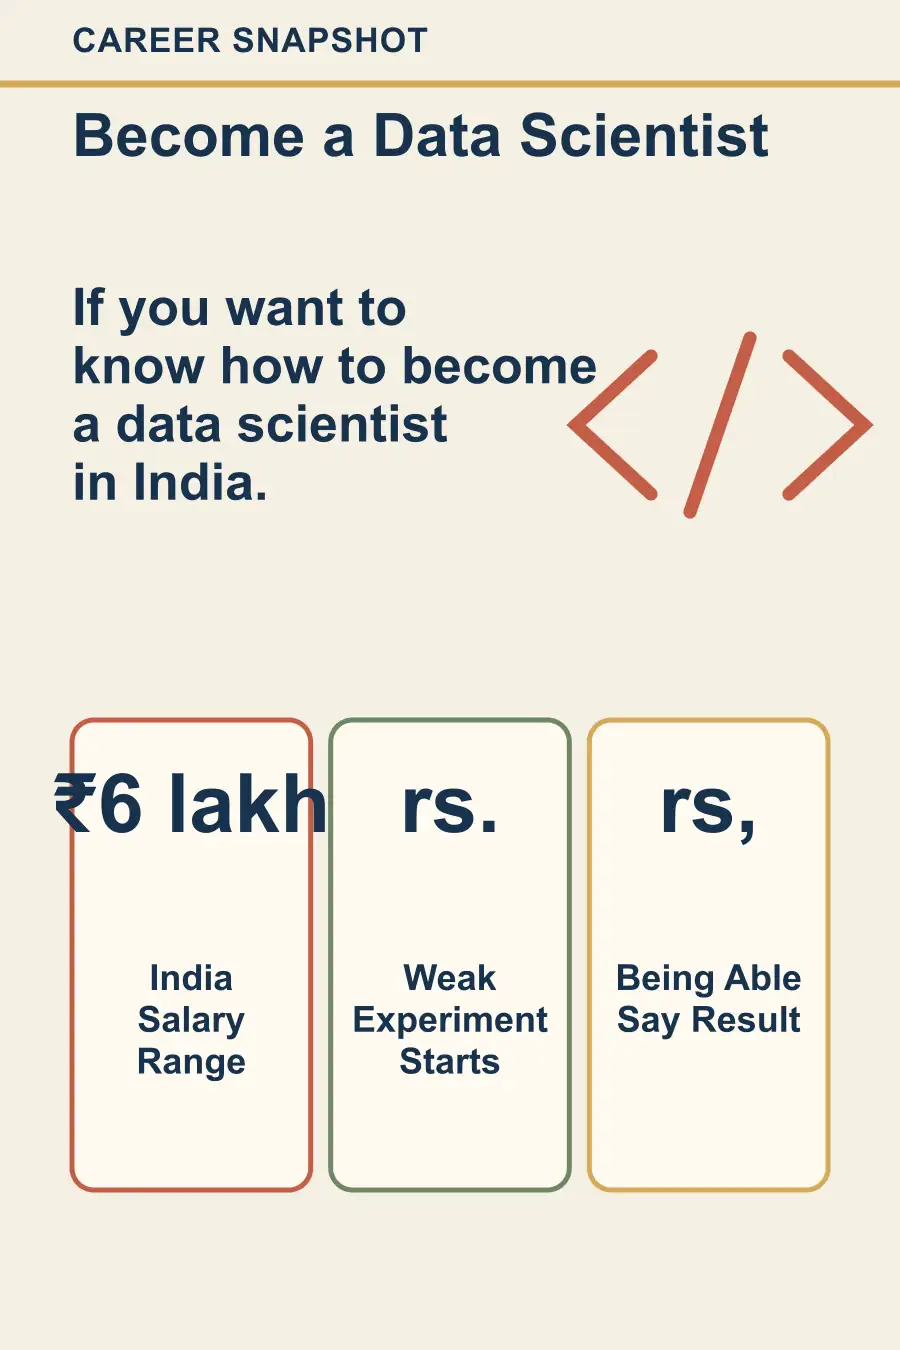 CAREER SNAPSHOT
Become a Data Scientist
If you want to
know how to become
a data scientist
in India.
₹6 lakh
India
Salary
Range
rs.
Weak
Experiment
Starts
rs,
Being Able
Say Result